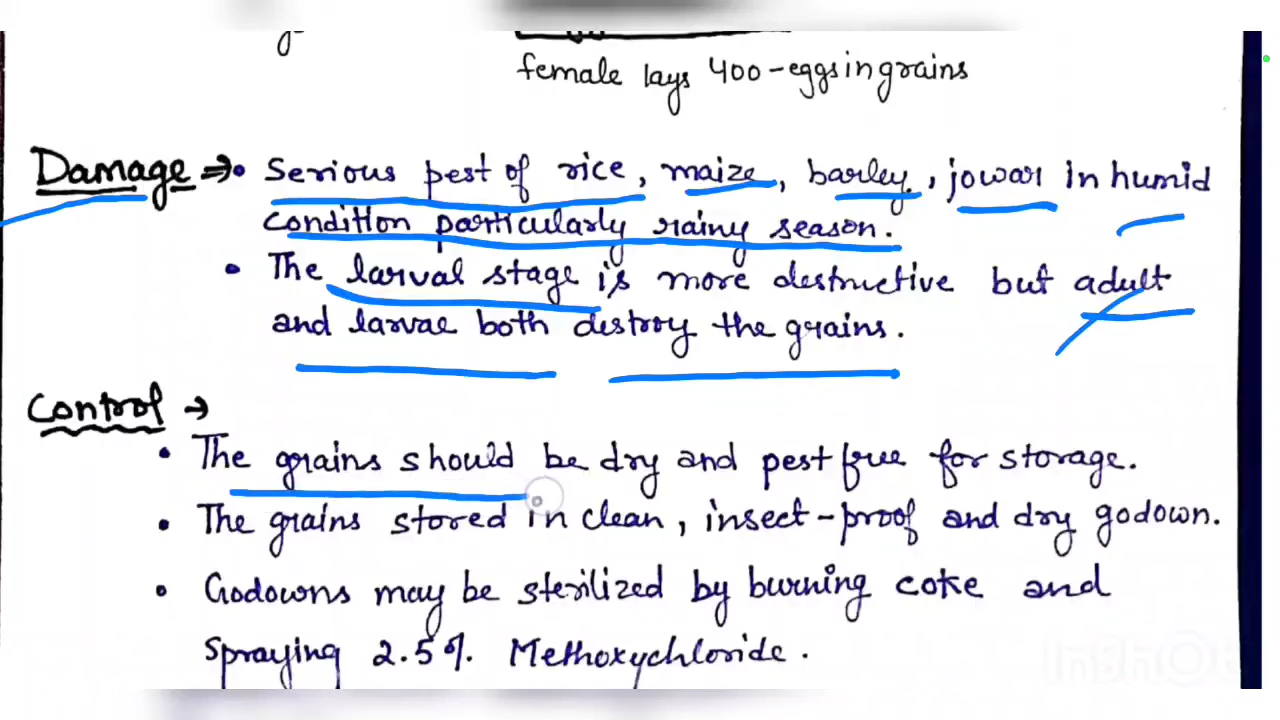 female lays 400-eggs in grains
Damage ⇒ • Serious pest of rice, maize, barley, jowar in humid
condition particularly rainy season.
• The larval stage is more destructive but adult
and larvae both destroy the grains.
Control →
• The grains should be dry and pest free for storage.
• The grains stored in clean, insect-proof and dry godown.
• Godowns may be sterilized by burning coke and
Spraying 2.5%. Methoxychloride.